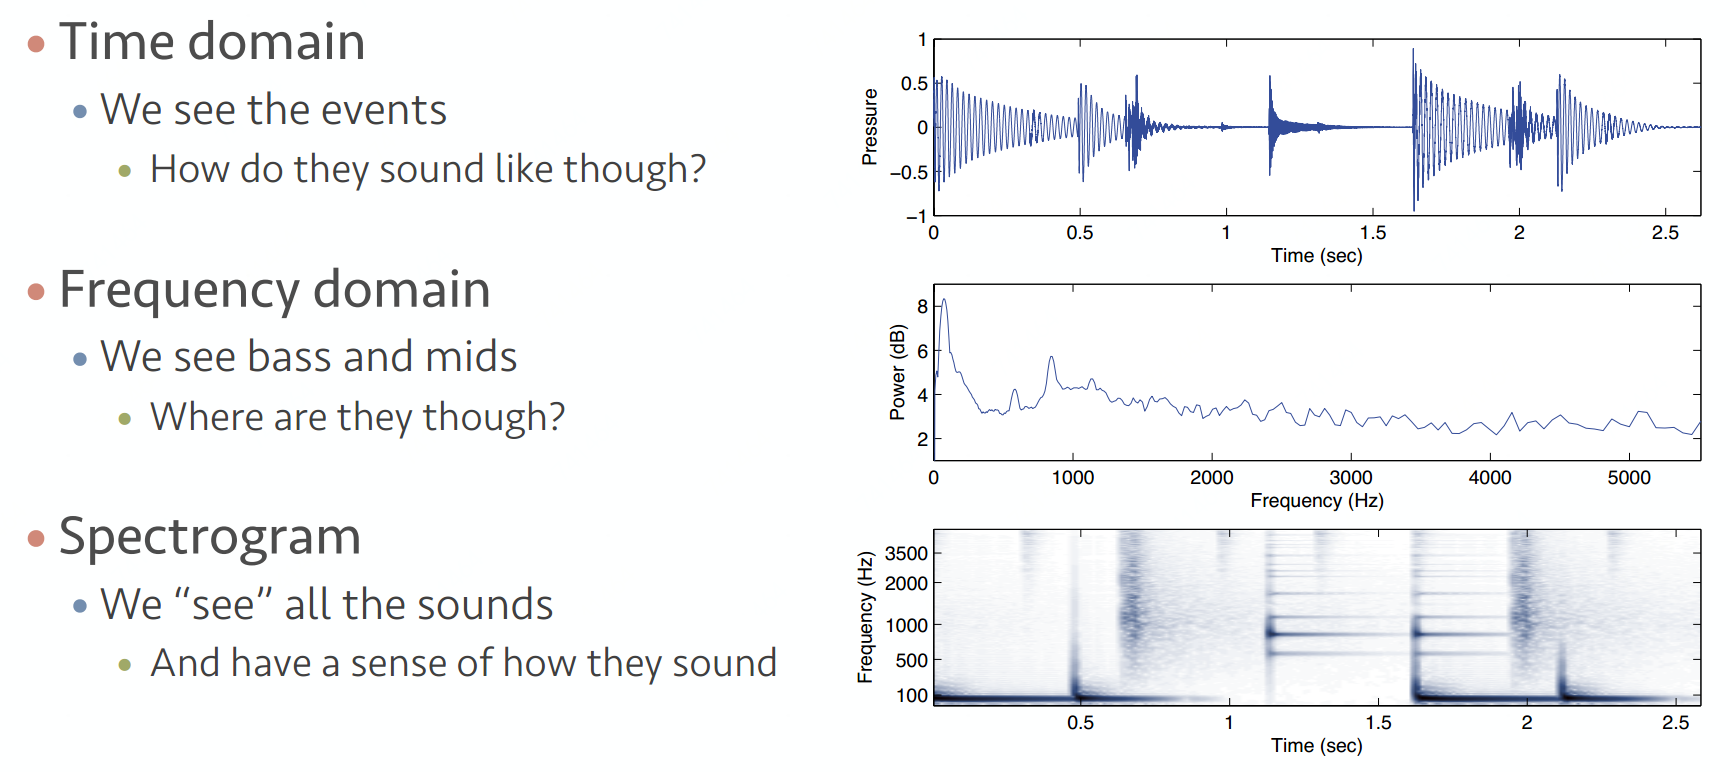 • Time domain
• We see the events
• How do they sound like though?
• Frequency domain
• We see bass and mids
• Where are they though?
• Spectrogram
• We “see” all the sounds
• And have a sense of how they sound
Pressure
1
0.5
0
−0.5
−1
0 0.5 1 1.5 2 2.5
Time (sec)
Power (dB)
8
6
4
2
0 1000 2000 3000 4000 5000
Frequency (Hz)
Frequency (Hz)
3500
2000
1000
500
100
0.5 1 1.5 2 2.5
Time (sec)